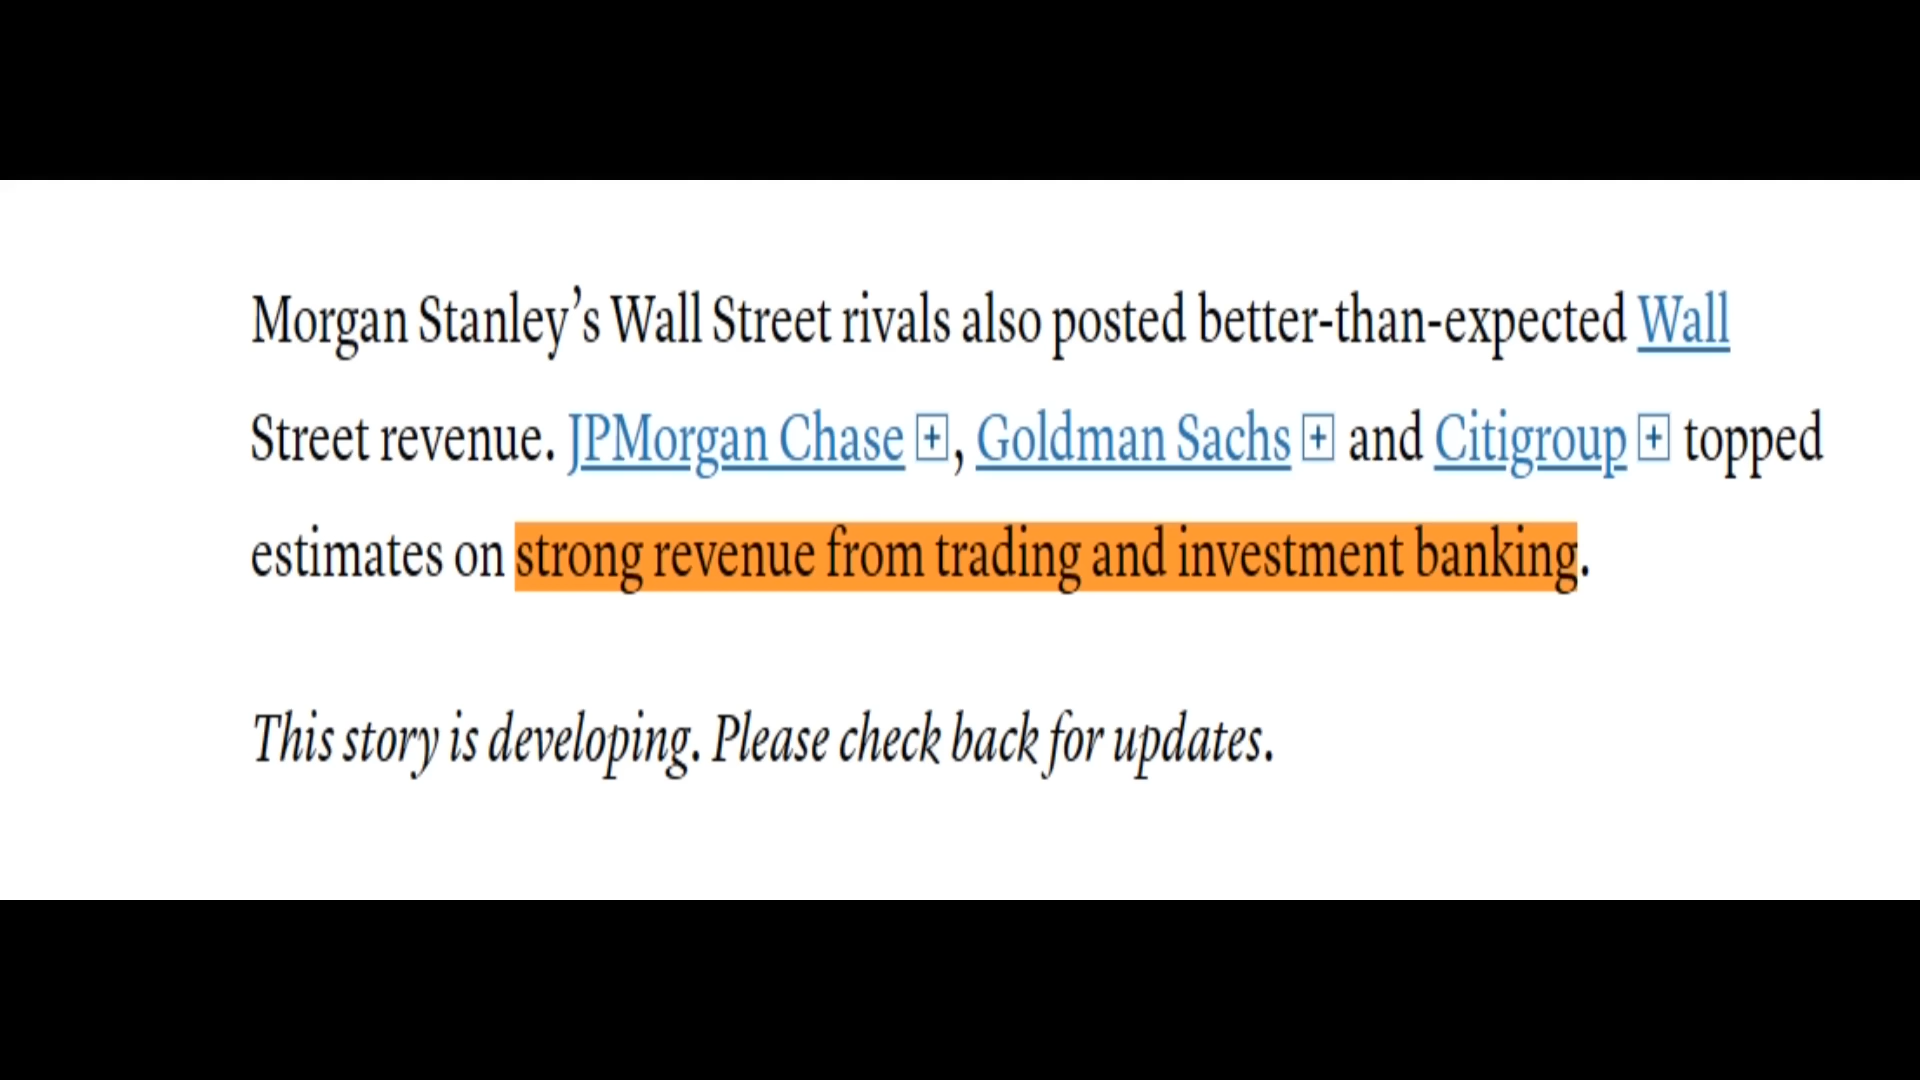 Morgan Stanley’s Wall Street rivals also posted better-than-expected Wall
Street revenue. JPMorgan Chase +, Goldman Sachs + and Citigroup + topped
estimates on strong revenue from trading and investment banking.
This story is developing. Please check back for updates.